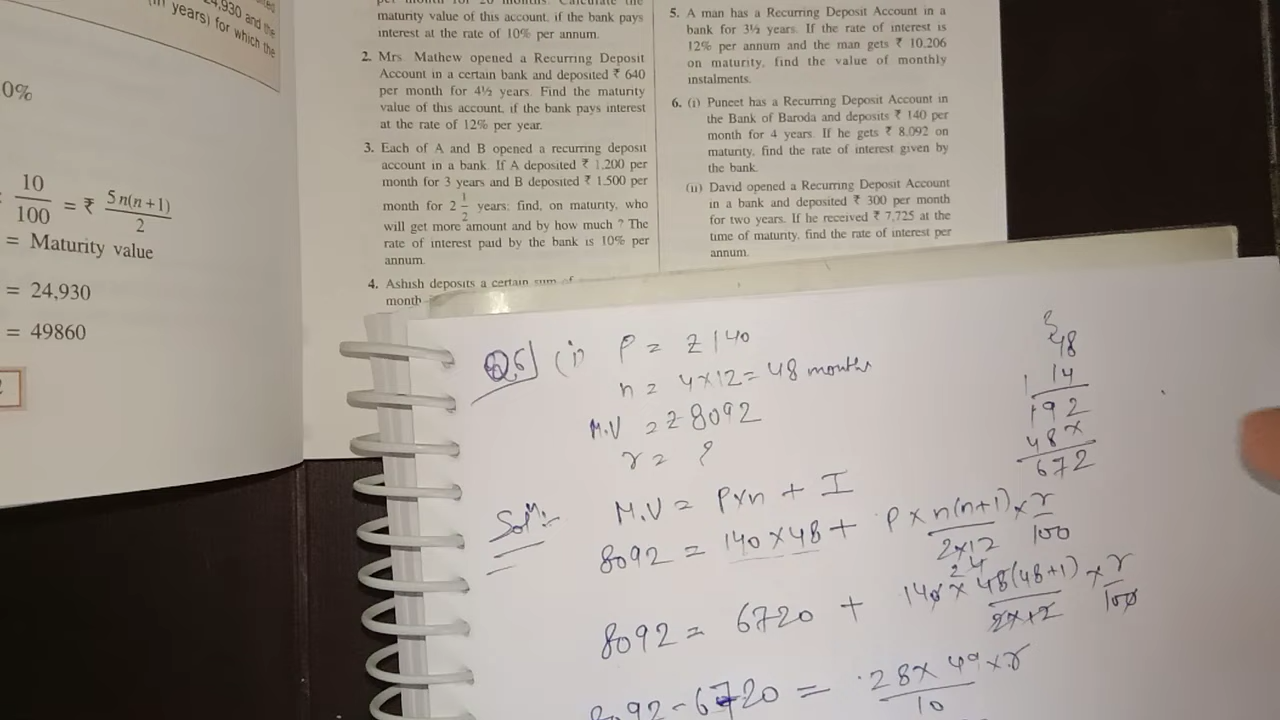 24,930 and the
years) for which the
0%
10/100 = ₹ 5n(n+1)/2
= Maturity value
= 24,930
= 49860
maturity value of this account, if the bank pays
interest at the rate of 10% per annum.
2. Mrs. Mathew opened a Recurring Deposit
Account in a certain bank and deposited ₹ 640
per month for 4½ years. Find the maturity
value of this account, if the bank pays interest
at the rate of 12% per year.
3. Each of A and B opened a recurring deposit
account in a bank. If A deposited ₹ 1,200 per
month for 3 years and B deposited ₹ 1,500 per
month for 2 1/2 years; find, on maturity, who
will get more amount and by how much ? The
rate of interest paid by the bank is 10% per
annum.
4. Ashish deposits a certain sum of
month
5. A man has a Recurring Deposit Account in a
bank for 3½ years. If the rate of interest is
12% per annum and the man gets ₹ 10,206
on maturity, find the value of monthly
instalments.
6. (i) Puneet has a Recurring Deposit Account in
the Bank of Baroda and deposits ₹ 140 per
month for 4 years. If he gets ₹ 8,092 on
maturity, find the rate of interest given by
the bank.
(ii) David opened a Recurring Deposit Account
in a bank and deposited ₹ 300 per month
for two years. If he received ₹ 7,725 at the
time of maturity, find the rate of interest per
annum.
Q6] (i) P = ₹ 140
n = 4×12 = 48 months
M.V = ₹ 8092
r = ?
Solⁿ:- M.V = P×n + I
8092 = 140×48 + P × n(n+1)/2×12 × r/100
8092 = 6720 + 140 × 48(48+1)/2×12 × r/100
8092-6720 = 28×49×r/10
48
14
192
48×
672